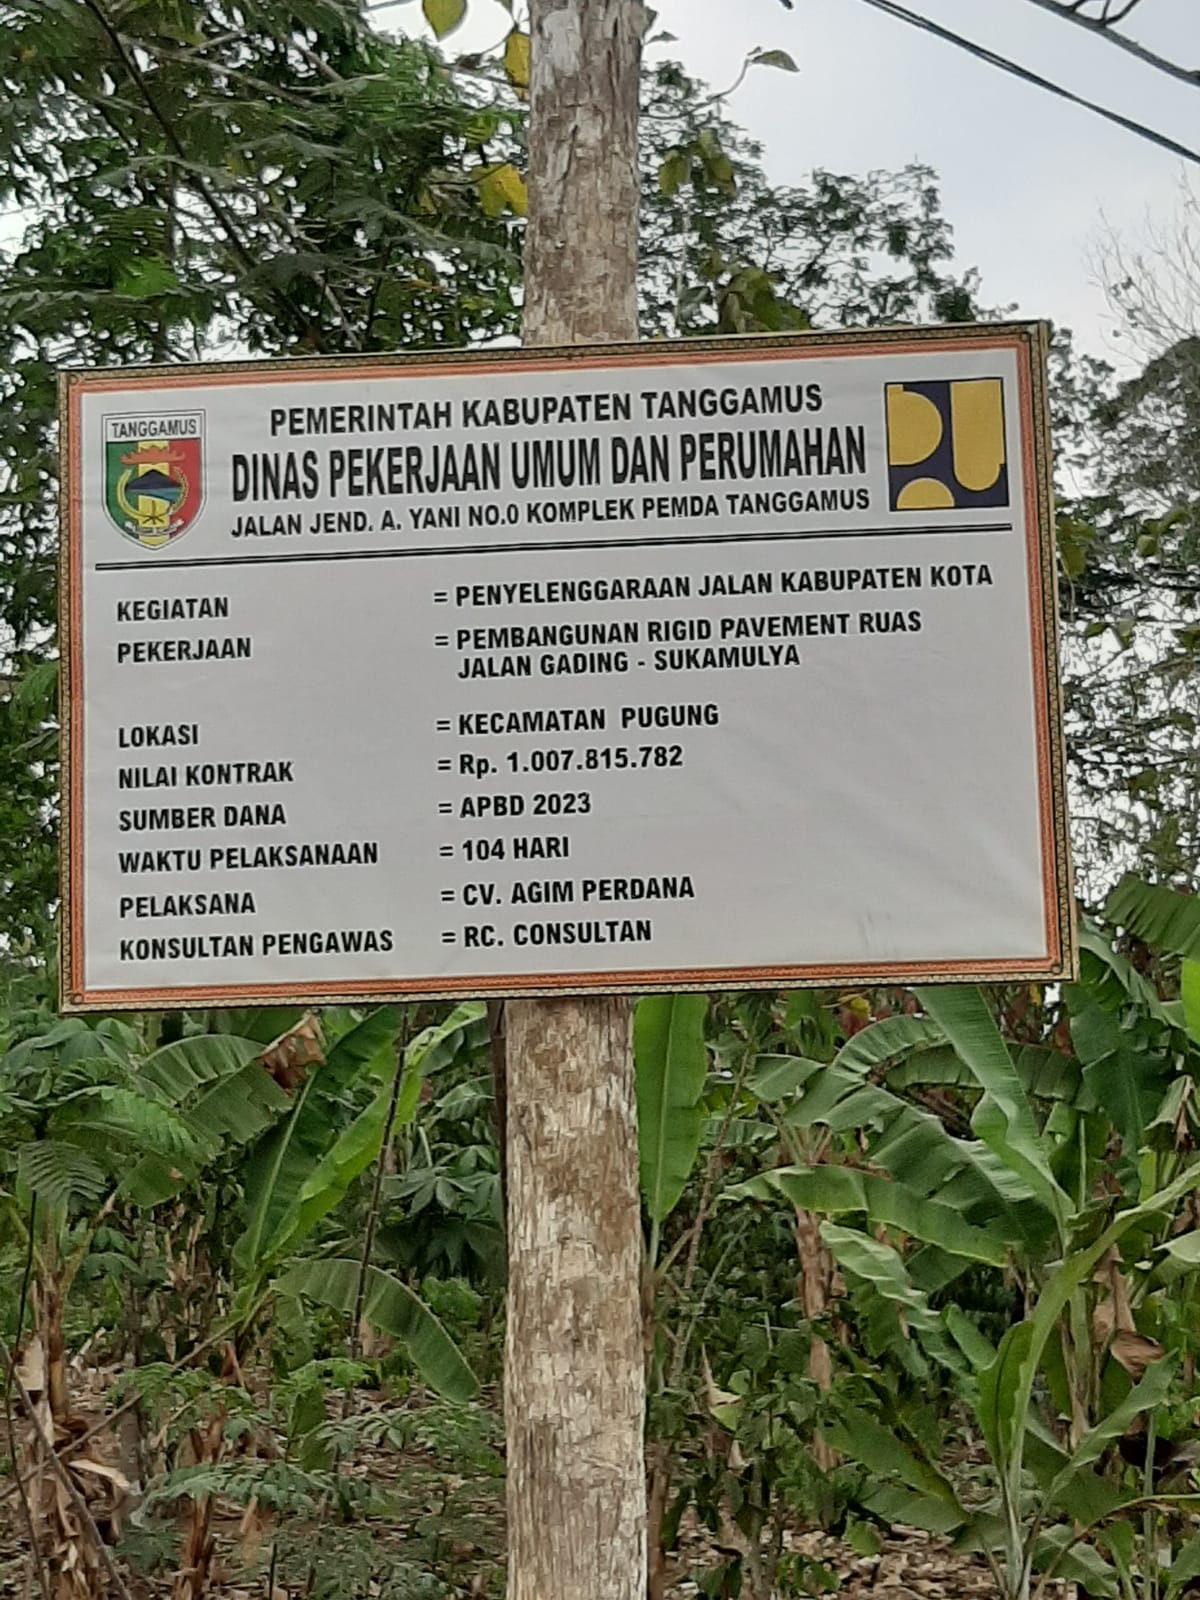 TANGGAMUS
PEMERINTAH KABUPATEN TANGGAMUS
DINAS PEKERJAAN UMUM DAN PERUMAHAN
JALAN JEND. A. YANI NO.0 KOMPLEK PEMDA TANGGAMUS
KEGIATAN = PENYELENGGARAAN JALAN KABUPATEN KOTA
PEKERJAAN = PEMBANGUNAN RIGID PAVEMENT RUAS
JALAN GADING - SUKAMULYA
LOKASI = KECAMATAN PUGUNG
NILAI KONTRAK = Rp. 1.007.815.782
SUMBER DANA = APBD 2023
WAKTU PELAKSANAAN = 104 HARI
PELAKSANA = CV. AGIM PERDANA
KONSULTAN PENGAWAS = RC. CONSULTAN